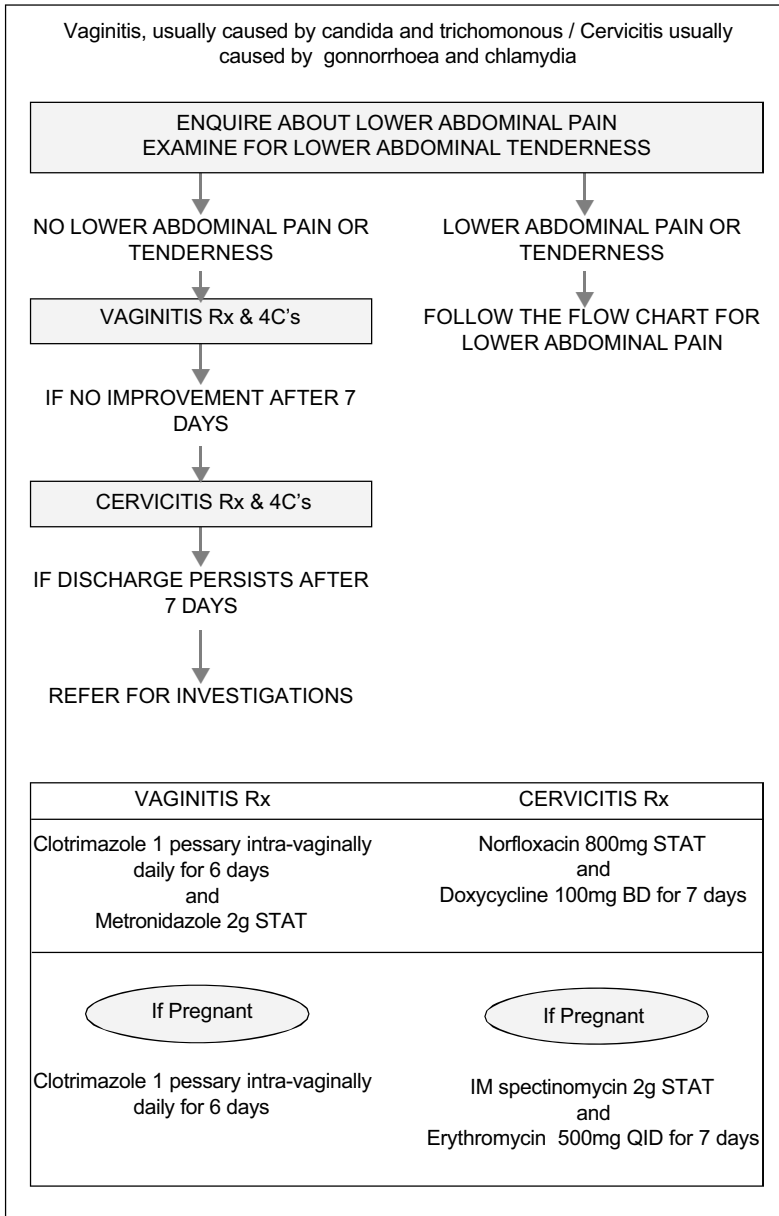 Vaginitis, usually caused by candida and trichomonous / Cervicitis usually
caused by gonnorrhoea and chlamydia
ENQUIRE ABOUT LOWER ABDOMINAL PAIN
EXAMINE FOR LOWER ABDOMINAL TENDERNESS
NO LOWER ABDOMINAL PAIN OR
TENDERNESS
LOWER ABDOMINAL PAIN OR
TENDERNESS
VAGINITIS Rx & 4C's
FOLLOW THE FLOW CHART FOR
LOWER ABDOMINAL PAIN
IF NO IMPROVEMENT AFTER 7
DAYS
CERVICITIS Rx & 4C's
IF DISCHARGE PERSISTS AFTER
7 DAYS
REFER FOR INVESTIGATIONS
VAGINITIS Rx
CERVICITIS Rx
Clotrimazole 1 pessary intra-vaginally
daily for 6 days
and
Metronidazole 2g STAT
Norfloxacin 800mg STAT
and
Doxycycline 100mg BD for 7 days
If Pregnant
If Pregnant
Clotrimazole 1 pessary intra-vaginally
daily for 6 days
IM spectinomycin 2g STAT
and
Erythromycin 500mg QID for 7 days